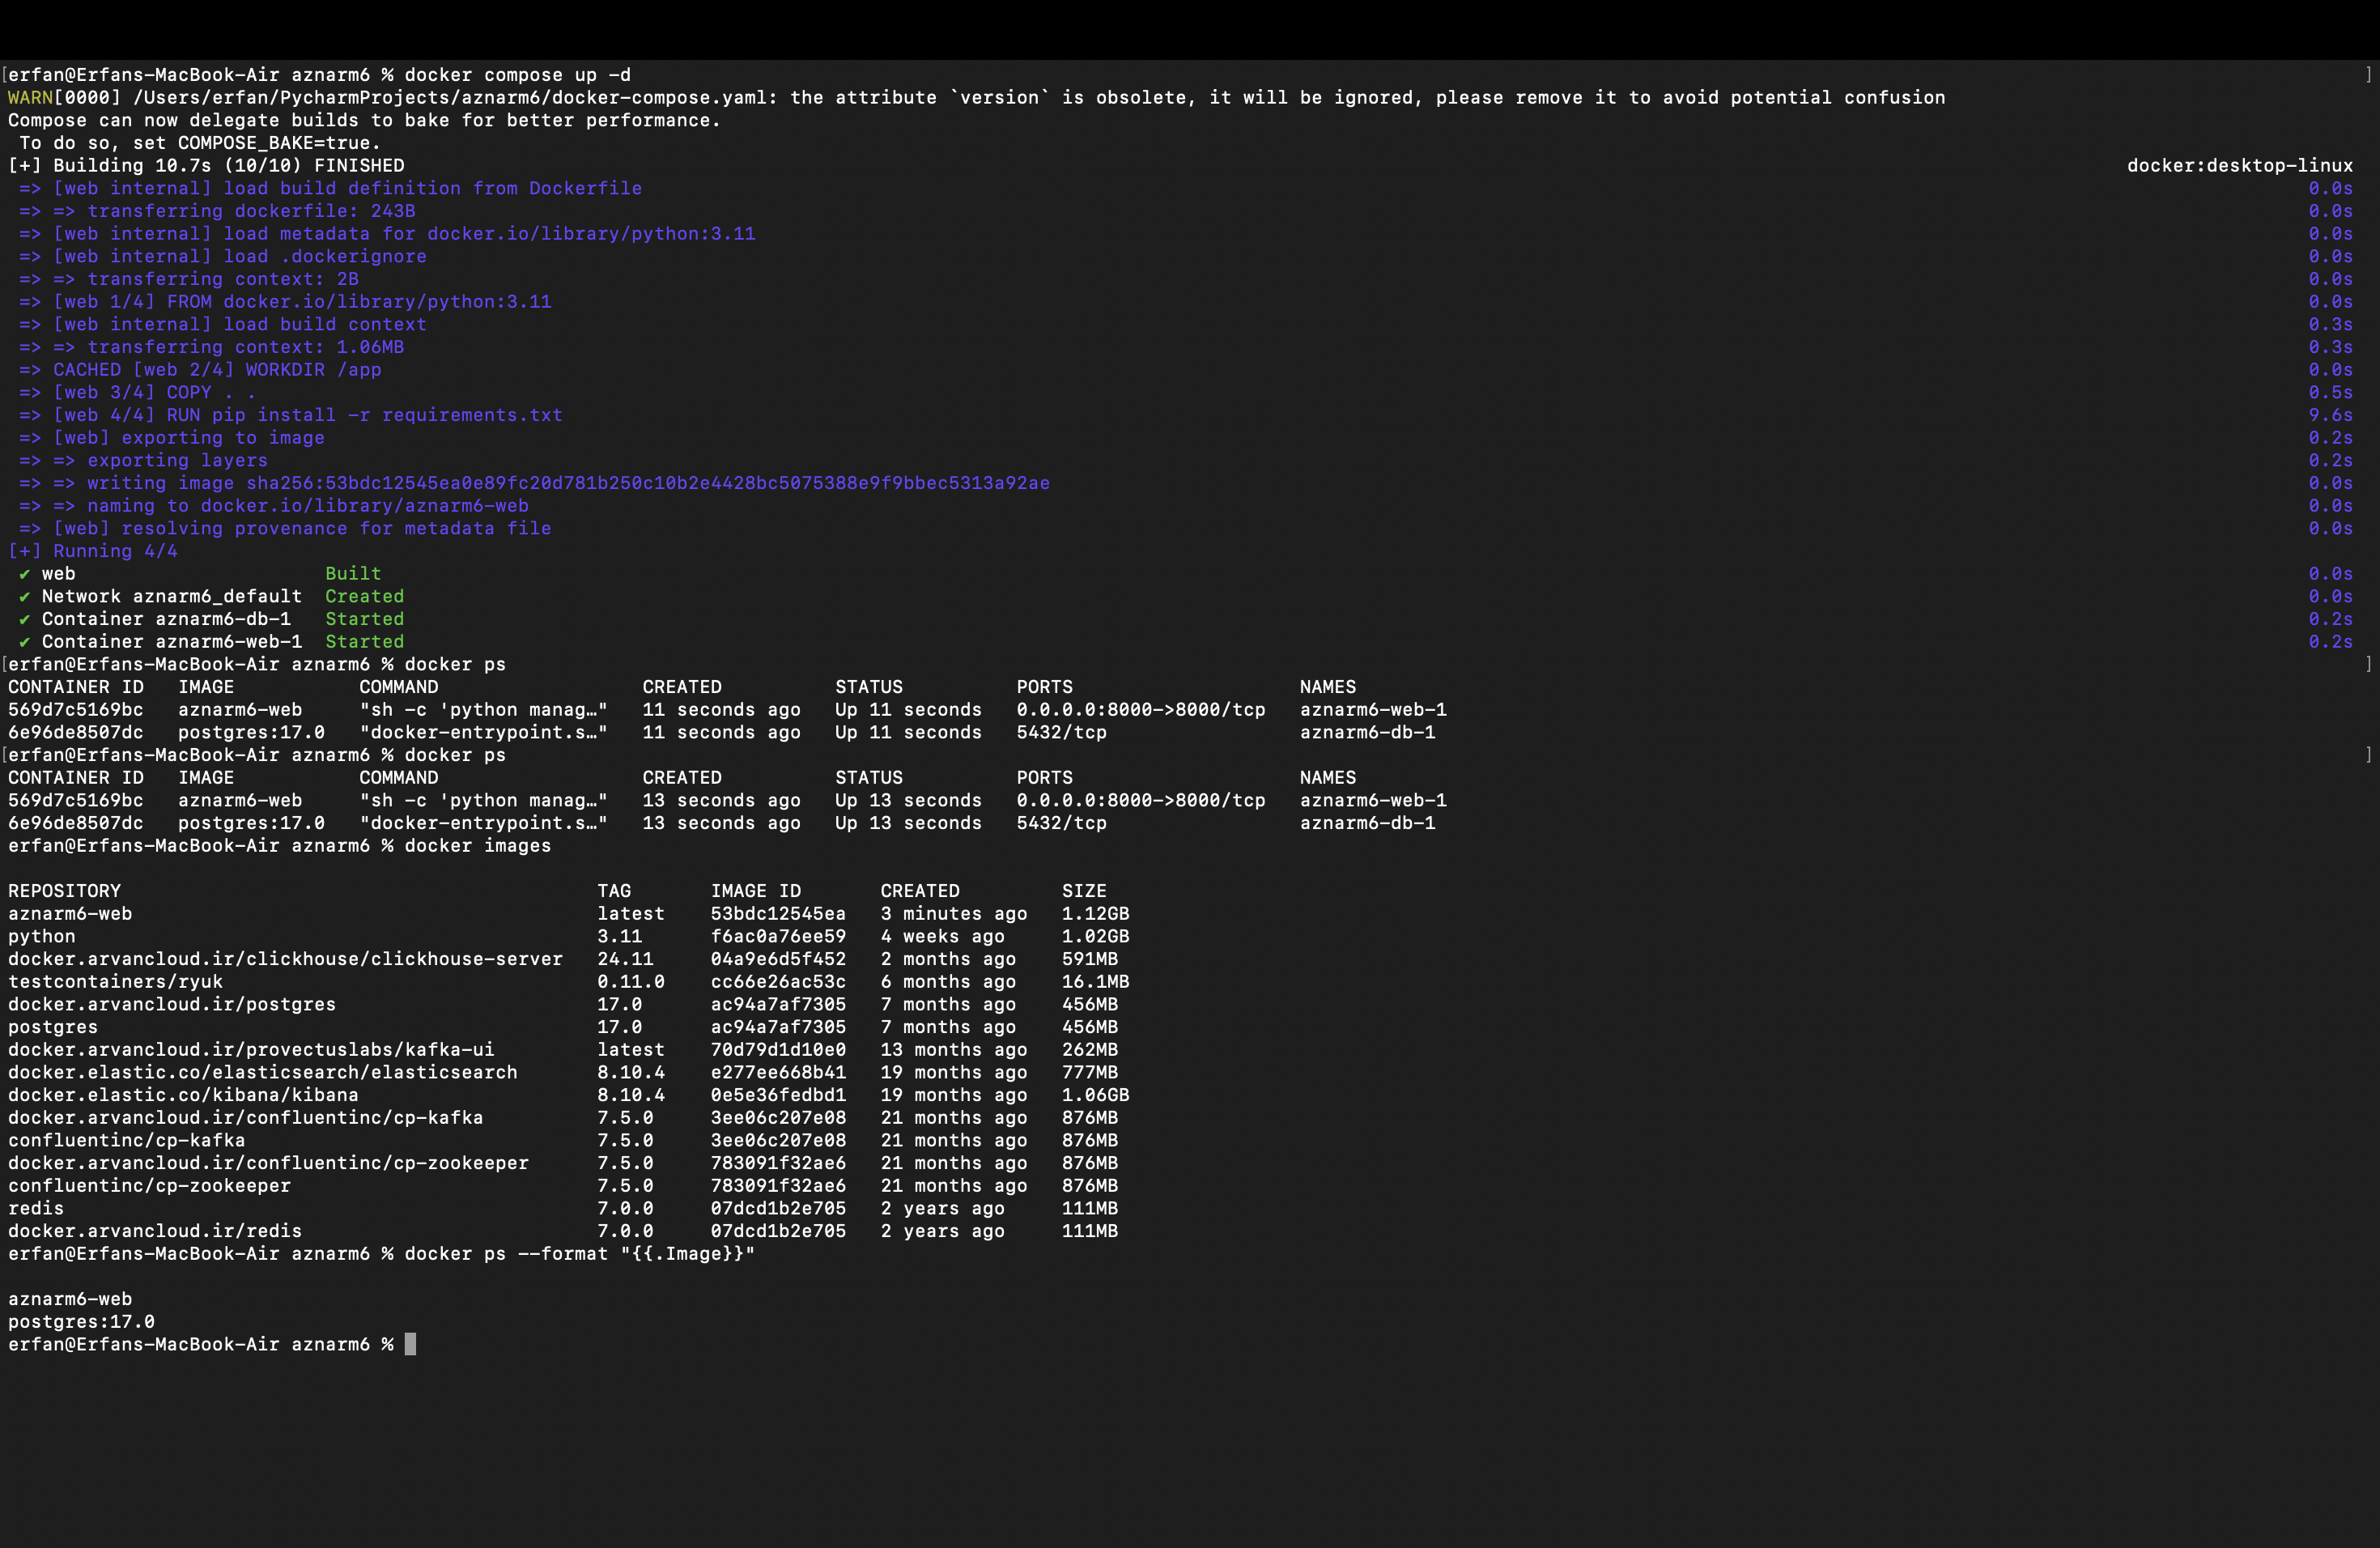 [erfan@Erfans-MacBook-Air aznarm6 % docker compose up -d ]
WARN[0000] /Users/erfan/PycharmProjects/aznarm6/docker-compose.yaml: the attribute `version` is obsolete, it will be ignored, please remove it to avoid potential confusion
Compose can now delegate builds to bake for better performance.
To do so, set COMPOSE_BAKE=true.
[+] Building 10.7s (10/10) FINISHED docker:desktop-linux
=> [web internal] load build definition from Dockerfile 0.0s
=> => transferring dockerfile: 243B 0.0s
=> [web internal] load metadata for docker.io/library/python:3.11 0.0s
=> [web internal] load .dockerignore 0.0s
=> => transferring context: 2B 0.0s
=> [web 1/4] FROM docker.io/library/python:3.11 0.0s
=> [web internal] load build context 0.3s
=> => transferring context: 1.06MB 0.3s
=> CACHED [web 2/4] WORKDIR /app 0.0s
=> [web 3/4] COPY . . 0.5s
=> [web 4/4] RUN pip install -r requirements.txt 9.6s
=> [web] exporting to image 0.2s
=> => exporting layers 0.2s
=> => writing image sha256:53bdc12545ea0e89fc20d781b250c10b2e4428bc5075388e9f9bbec5313a92ae 0.0s
=> => naming to docker.io/library/aznarm6-web 0.0s
=> [web] resolving provenance for metadata file 0.0s
[+] Running 4/4
✔ web Built 0.0s
✔ Network aznarm6_default Created 0.0s
✔ Container aznarm6-db-1 Started 0.2s
✔ Container aznarm6-web-1 Started 0.2s
[erfan@Erfans-MacBook-Air aznarm6 % docker ps ]
CONTAINER ID IMAGE COMMAND CREATED STATUS PORTS NAMES
569d7c5169bc aznarm6-web "sh -c 'python manag…" 11 seconds ago Up 11 seconds 0.0.0.0:8000->8000/tcp aznarm6-web-1
6e96de8507dc postgres:17.0 "docker-entrypoint.s…" 11 seconds ago Up 11 seconds 5432/tcp aznarm6-db-1
[erfan@Erfans-MacBook-Air aznarm6 % docker ps ]
CONTAINER ID IMAGE COMMAND CREATED STATUS PORTS NAMES
569d7c5169bc aznarm6-web "sh -c 'python manag…" 13 seconds ago Up 13 seconds 0.0.0.0:8000->8000/tcp aznarm6-web-1
6e96de8507dc postgres:17.0 "docker-entrypoint.s…" 13 seconds ago Up 13 seconds 5432/tcp aznarm6-db-1
erfan@Erfans-MacBook-Air aznarm6 % docker images
REPOSITORY TAG IMAGE ID CREATED SIZE
aznarm6-web latest 53bdc12545ea 3 minutes ago 1.12GB
python 3.11 f6ac0a76ee59 4 weeks ago 1.02GB
docker.arvancloud.ir/clickhouse/clickhouse-server 24.11 04a9e6d5f452 2 months ago 591MB
testcontainers/ryuk 0.11.0 cc66e26ac53c 6 months ago 16.1MB
docker.arvancloud.ir/postgres 17.0 ac94a7af7305 7 months ago 456MB
postgres 17.0 ac94a7af7305 7 months ago 456MB
docker.arvancloud.ir/provectuslabs/kafka-ui latest 70d79d1d10e0 13 months ago 262MB
docker.elastic.co/elasticsearch/elasticsearch 8.10.4 e277ee668b41 19 months ago 777MB
docker.elastic.co/kibana/kibana 8.10.4 0e5e36fedbd1 19 months ago 1.06GB
docker.arvancloud.ir/confluentinc/cp-kafka 7.5.0 3ee06c207e08 21 months ago 876MB
confluentinc/cp-kafka 7.5.0 3ee06c207e08 21 months ago 876MB
docker.arvancloud.ir/confluentinc/cp-zookeeper 7.5.0 783091f32ae6 21 months ago 876MB
confluentinc/cp-zookeeper 7.5.0 783091f32ae6 21 months ago 876MB
redis 7.0.0 07dcd1b2e705 2 years ago 111MB
docker.arvancloud.ir/redis 7.0.0 07dcd1b2e705 2 years ago 111MB
erfan@Erfans-MacBook-Air aznarm6 % docker ps --format "{{.Image}}"
aznarm6-web
postgres:17.0
erfan@Erfans-MacBook-Air aznarm6 %